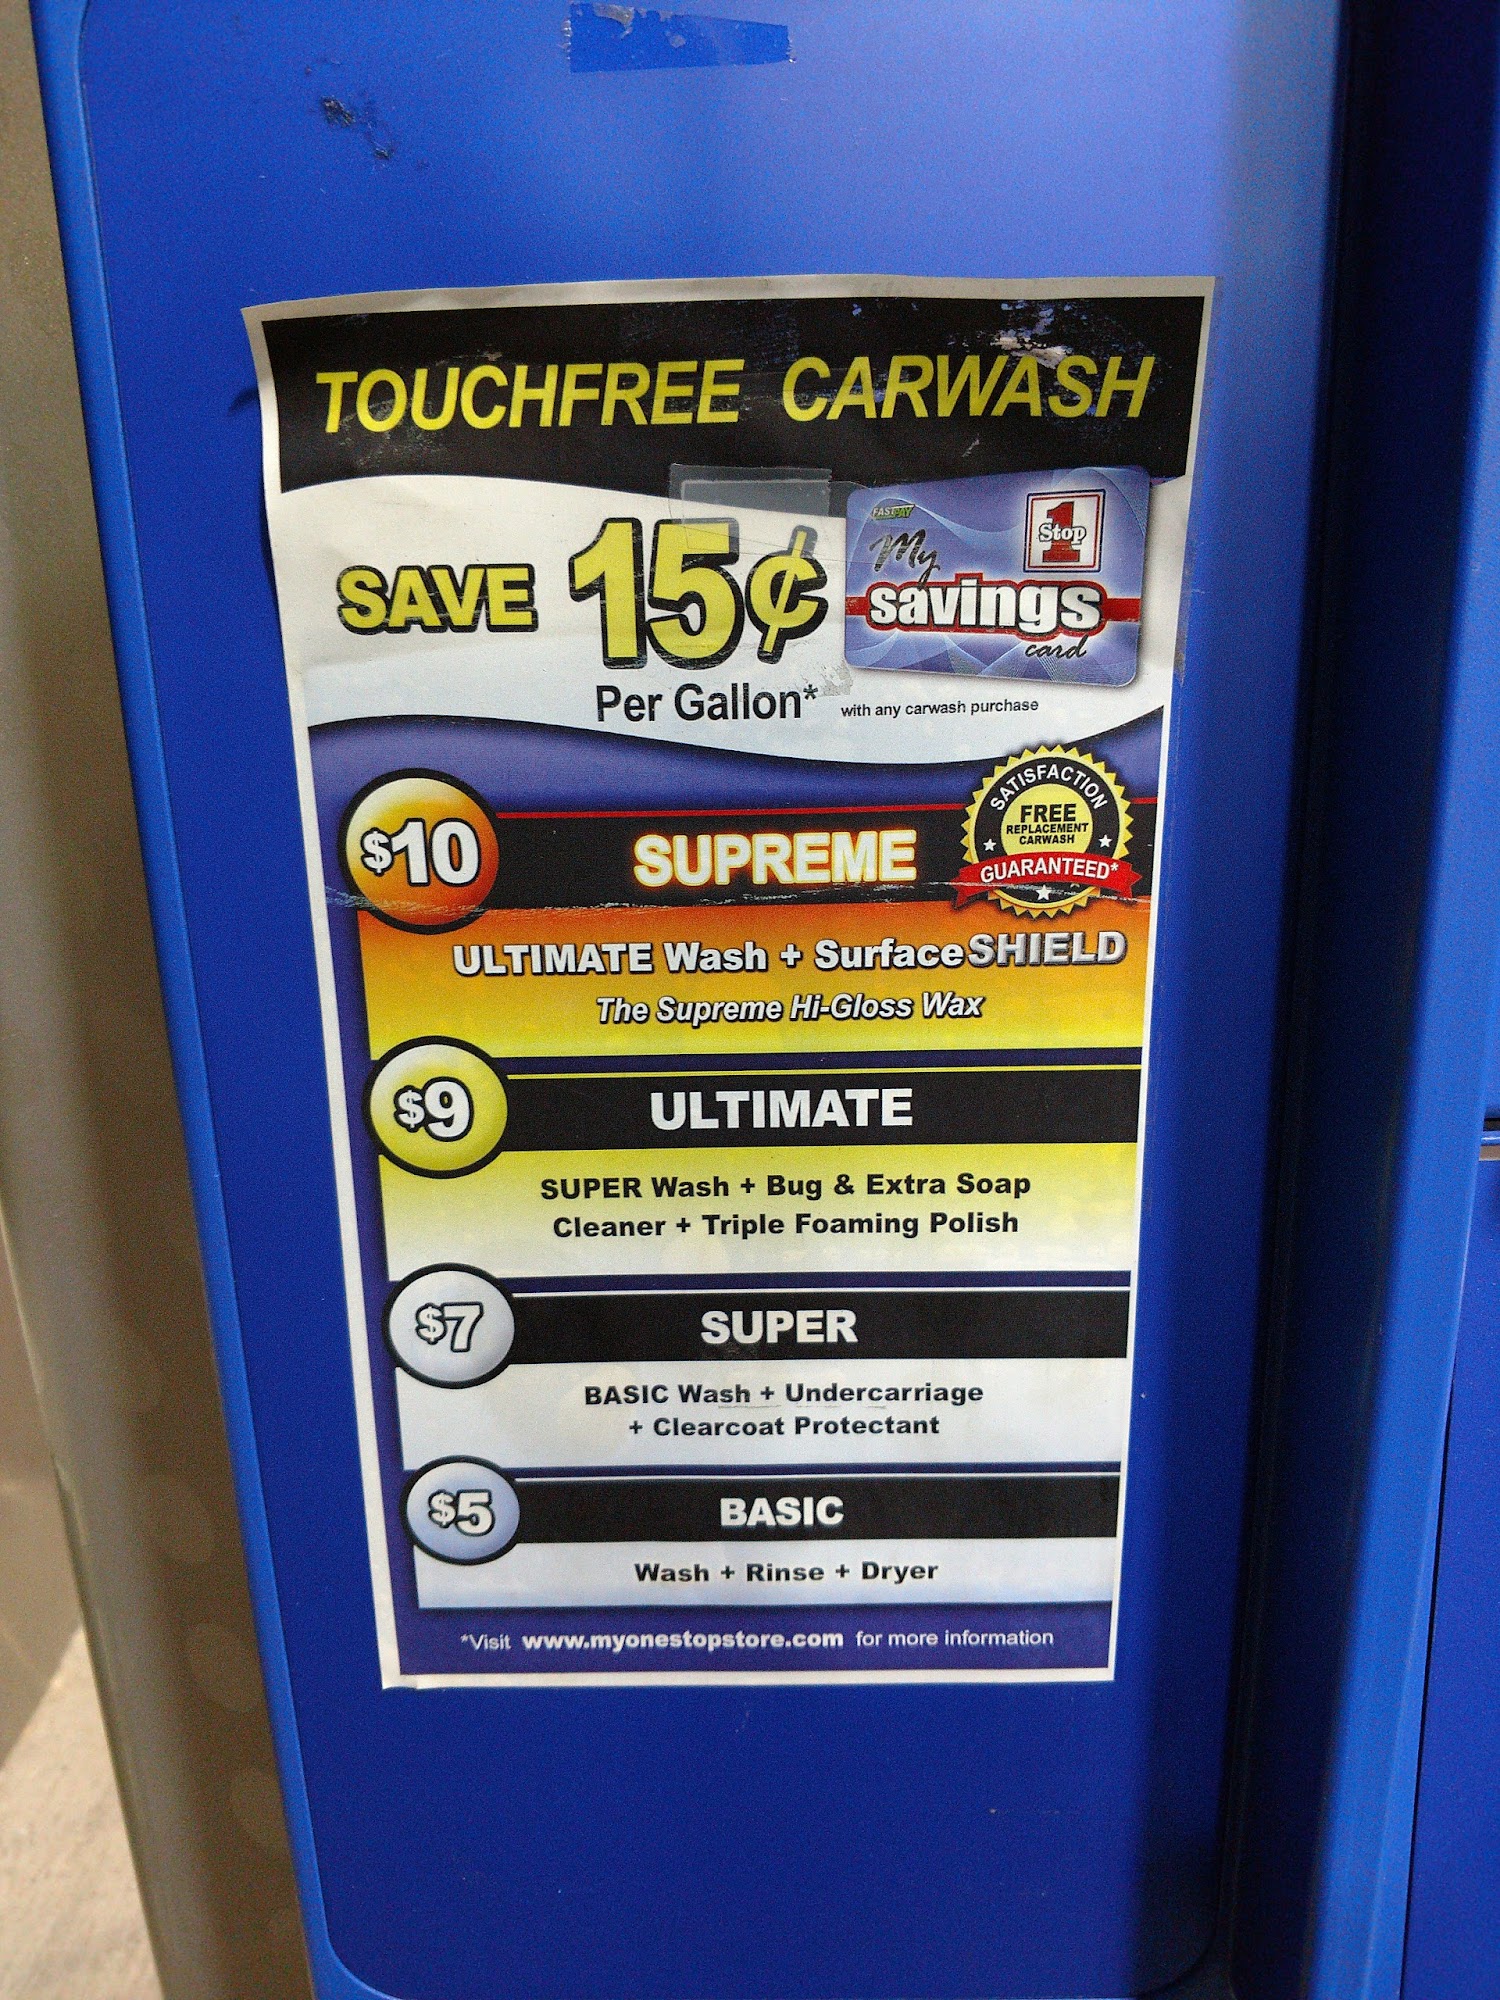 TOUCHFREE CARWASH
SAVE 15¢
Per Gallon* with any carwash purchase
FASTPAY
My
1 Stop
savings
card
$10
SUPREME
SATISFACTION
FREE
REPLACEMENT
CARWASH
GUARANTEED*
ULTIMATE Wash + SurfaceSHIELD
The Supreme Hi-Gloss Wax
$9
ULTIMATE
SUPER Wash + Bug & Extra Soap
Cleaner + Triple Foaming Polish
$7
SUPER
BASIC Wash + Undercarriage
+ Clearcoat Protectant
$5
BASIC
Wash + Rinse + Dryer
*Visit www.myonestopstore.com for more information